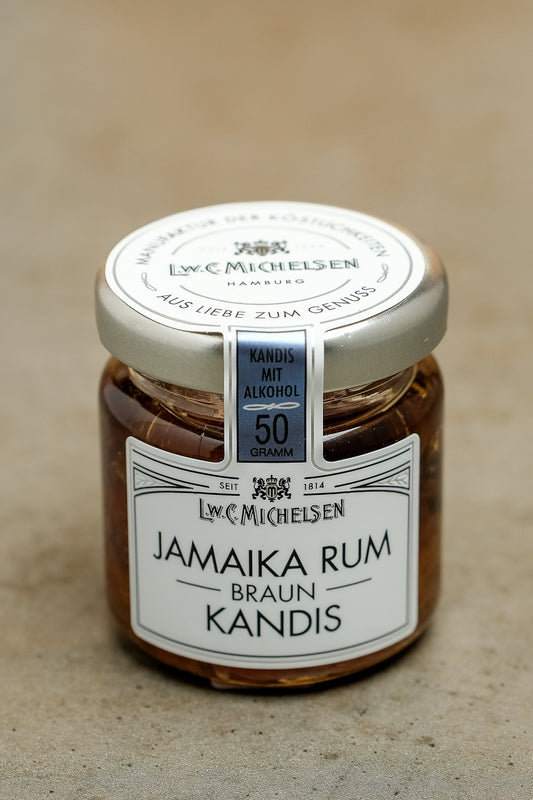 MANUFAKTUR DER KÖSTLICHKEITEN
L.W.C. MICHELSEN
HAMBURG
AUS LIEBE ZUM GENUSS
KANDIS
MIT
ALKOHOL
50
GRAMM
SEIT 1814
L.W.C. MICHELSEN
JAMAIKA RUM
BRAUN
KANDIS